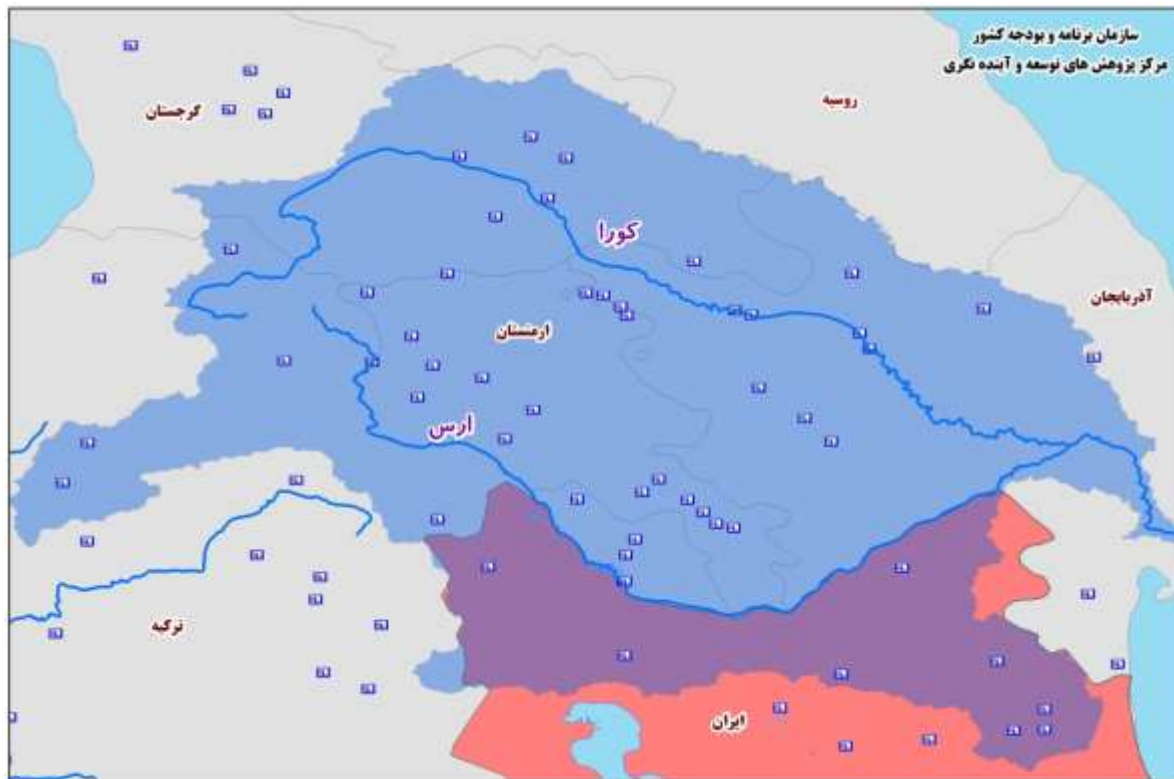 سازمان برنامه و بودجه کشور
مرکز پژوهش های توسعه و آینده نگری
روسیه
گرجستان
کورا
آذربایجان
ارمنستان
ارس
ترکیه
ایران